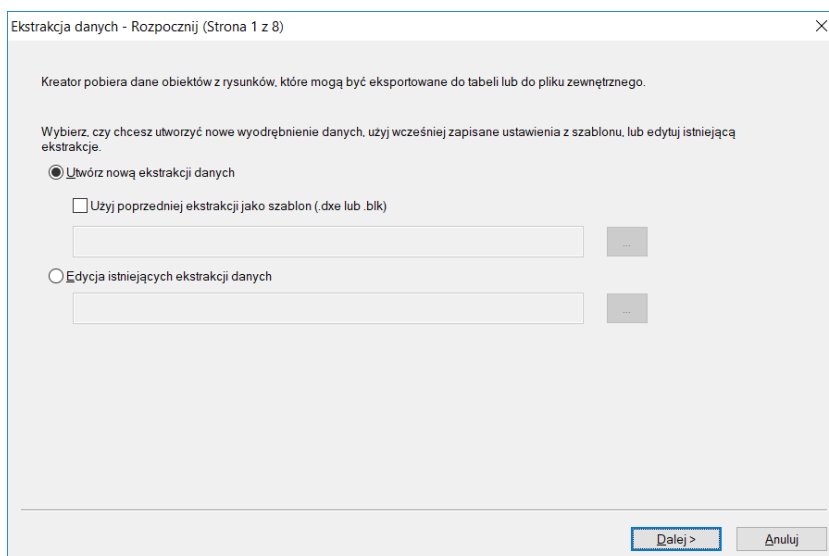 Ekstrakcja danych - Rozpocznij (Strona 1 z 8)
Kreator pobiera dane obiektów z rysunków, które mogą być eksportowane do tabeli lub do pliku zewnętrznego.
Wybierz, czy chcesz utworzyć nowe wyodrębnienie danych, użyj wcześniej zapisane ustawienia z szablonu, lub edytuj istniejącą
ekstrakcje.
Utwórz nową ekstrakcji danych
Użyj poprzedniej ekstrakcji jako szablon (.dxe lub .blk)
...
Edycja istniejących ekstrakcji danych
...
Dalej > Anuluj